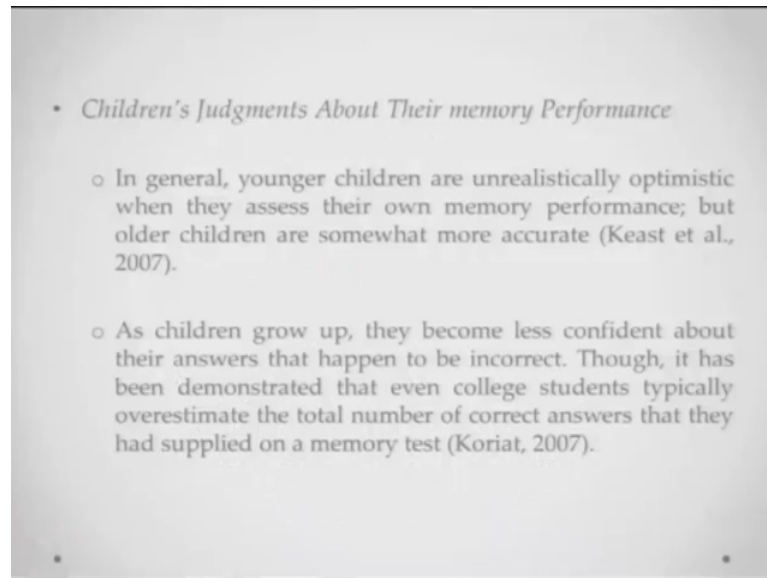 • Children's Judgments About Their memory Performance
o In general, younger children are unrealistically optimistic
when they assess their own memory performance; but
older children are somewhat more accurate (Keast et al.,
2007).
o As children grow up, they become less confident about
their answers that happen to be incorrect. Though, it has
been demonstrated that even college students typically
overestimate the total number of correct answers that they
had supplied on a memory test (Koriat, 2007).